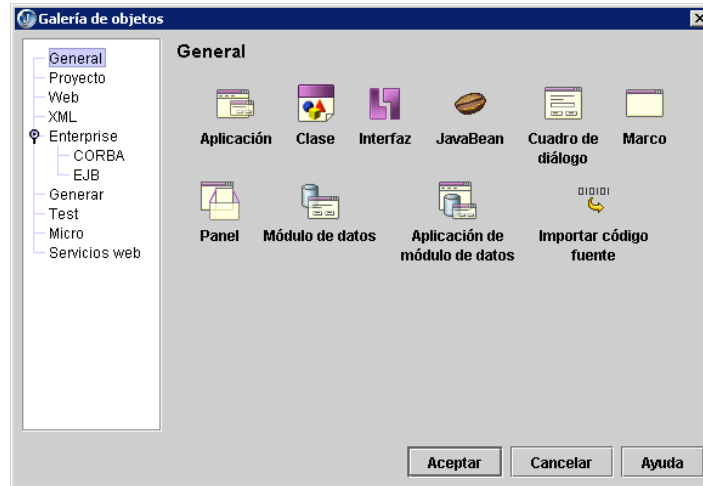 Galería de objetos
General
Proyecto
Web
XML
Enterprise
CORBA
EJB
Generar
Test
Micro
Servicios web
General
Aplicación
Clase
Interfaz
JavaBean
Cuadro de
diálogo
Marco
Panel
Módulo de datos
Aplicación de
módulo de datos
010101
Importar código
fuente
Aceptar
Cancelar
Ayuda